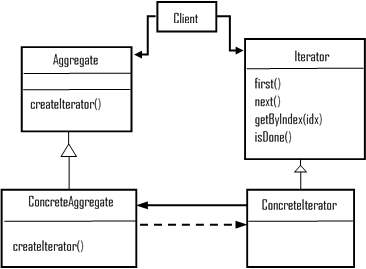 Client
Aggregate
createIterator()
Iterator
first()
next()
getByIndex(idx)
isDone()
ConcreteAggregate
createIterator()
ConcreteIterator